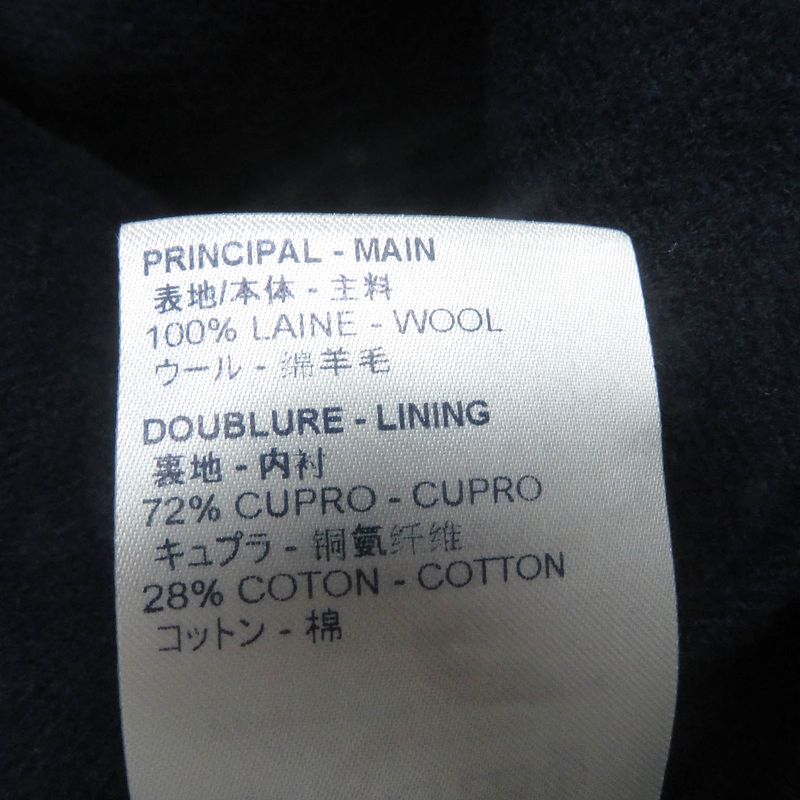 PRINCIPAL - MAIN
表地/本体 - 主料
100% LAINE - WOOL
ウール - 绵羊毛
DOUBLURE - LINING
裏地 - 内衬
72% CUPRO - CUPRO
キュプラ - 铜氨纤维
28% COTON - COTTON
コットン - 棉